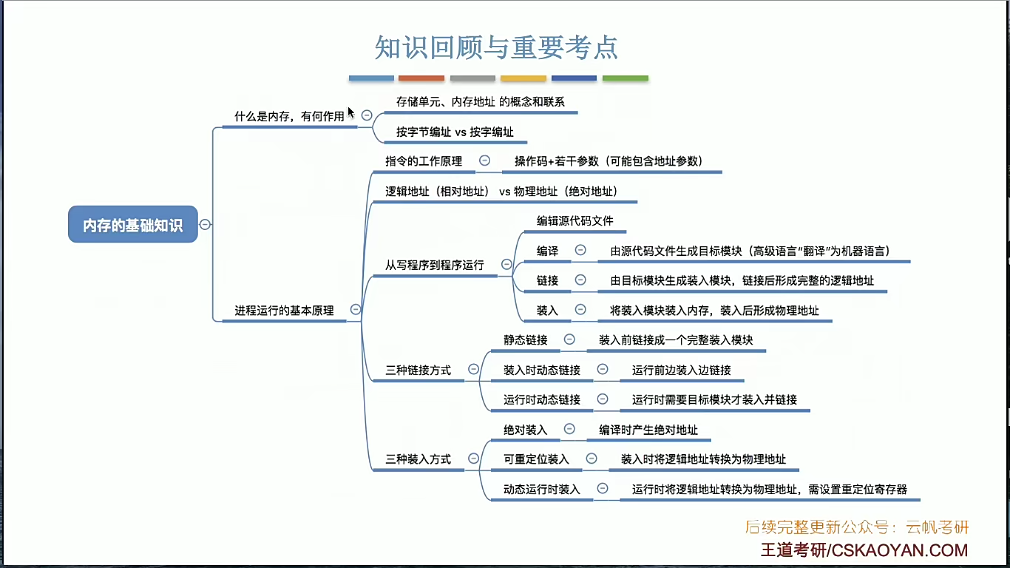 知识回顾与重要考点
存储单元、内存地址 的概念和联系
什么是内存，有何作用
按字节编址 vs 按字编址
指令的工作原理
操作码+若干参数（可能包含地址参数）
逻辑地址（相对地址） vs 物理地址（绝对地址）
编辑源代码文件
内存的基础知识
编译
由源代码文件生成目标模块（高级语言“翻译”为机器语言）
从写程序到程序运行
链接
由目标模块生成装入模块，链接后形成完整的逻辑地址
进程运行的基本原理
装入
将装入模块装入内存，装入后形成物理地址
静态链接
装入前链接成一个完整装入模块
三种链接方式
装入时动态链接
运行前边装入边链接
运行时动态链接
运行时需要目标模块才装入并链接
绝对装入
编译时产生绝对地址
三种装入方式
可重定位装入
装入时将逻辑地址转换为物理地址
动态运行时装入
运行时将逻辑地址转换为物理地址，需设置重定位寄存器
后续完整更新公众号：云帆考研
王道考研/CSKAOYAN.COM